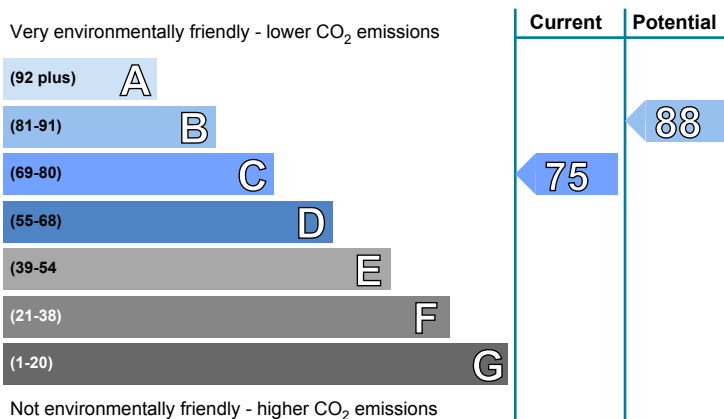 Current Potential
Very environmentally friendly - lower CO2 emissions
(92 plus) A
(81-91) B 88
(69-80) C 75
(55-68) D
(39-54 E
(21-38) F
(1-20) G
Not environmentally friendly - higher CO2 emissions